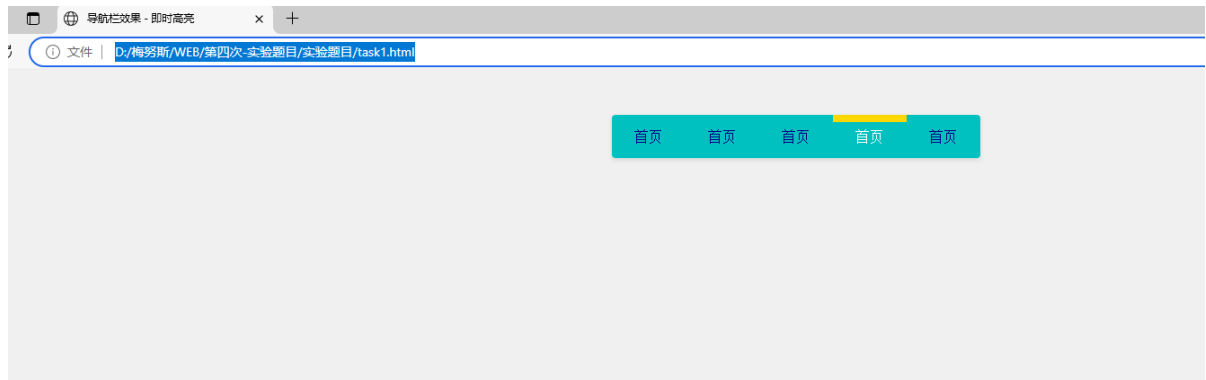 导航栏效果 - 即时高亮
文件 D:/梅努斯/WEB/第四次-实验题目/实验题目/task1.html
首页 首页 首页 首页 首页